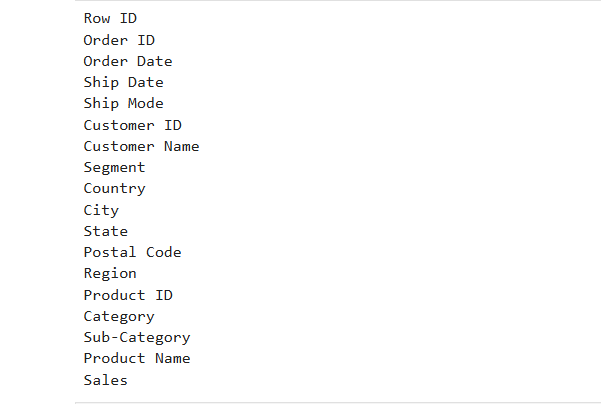 Row ID
Order ID
Order Date
Ship Date
Ship Mode
Customer ID
Customer Name
Segment
Country
City
State
Postal Code
Region
Product ID
Category
Sub-Category
Product Name
Sales